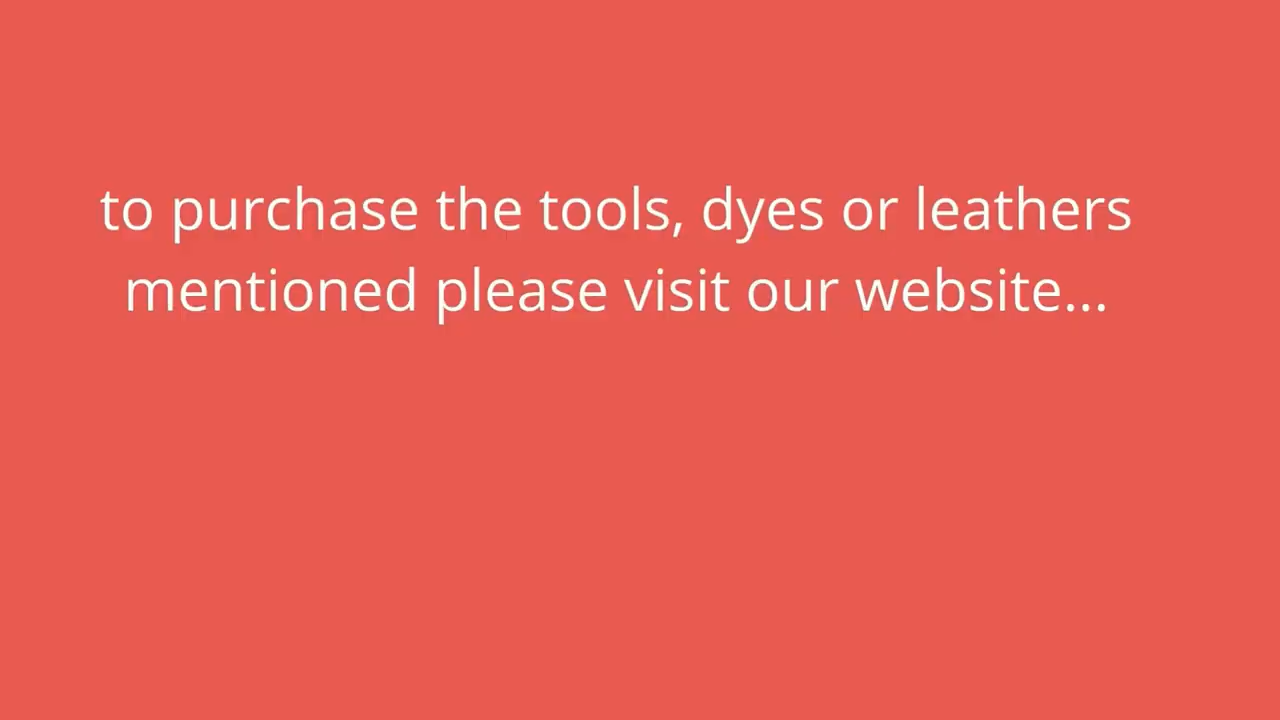 to purchase the tools, dyes or leathers
mentioned please visit our website...